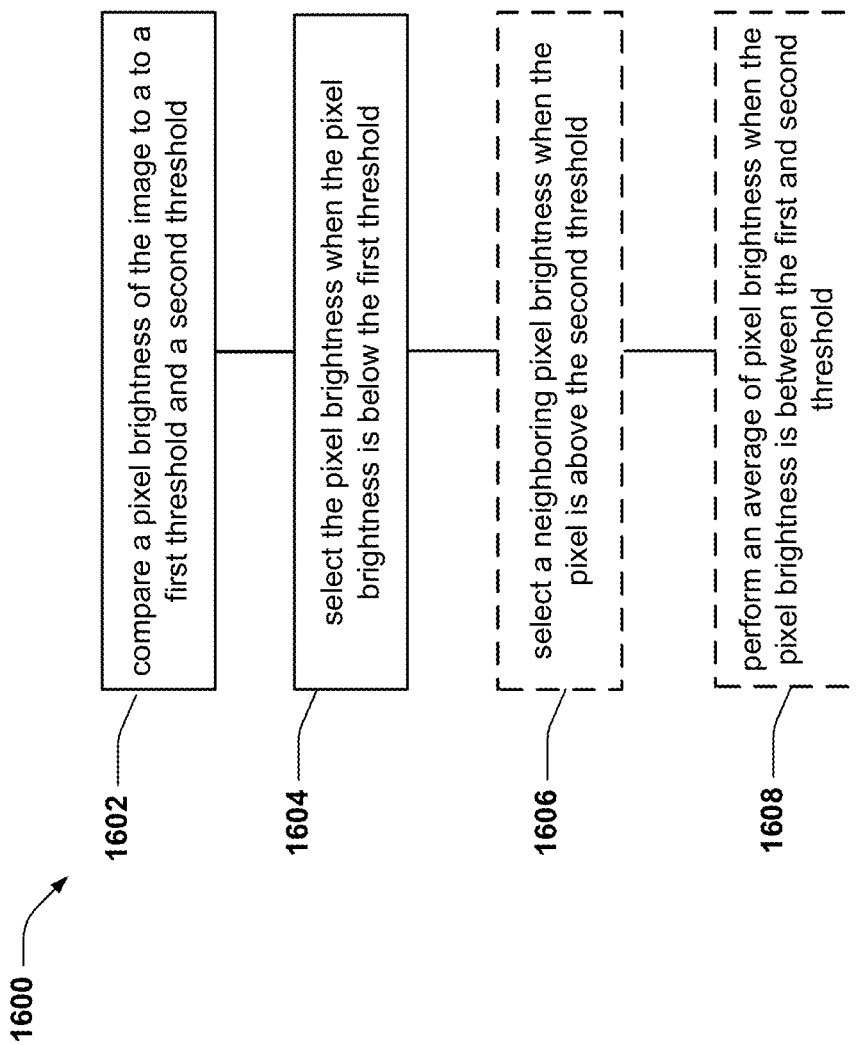 1600
1602
compare a pixel brightness of the image to a to a
first threshold and a second threshold
1604
select the pixel brightness when the pixel
brightness is below the first threshold
1606
select a neighboring pixel brightness when the
pixel is above the second threshold
1608
perform an average of pixel brightness when the
pixel brightness is between the first and second
threshold